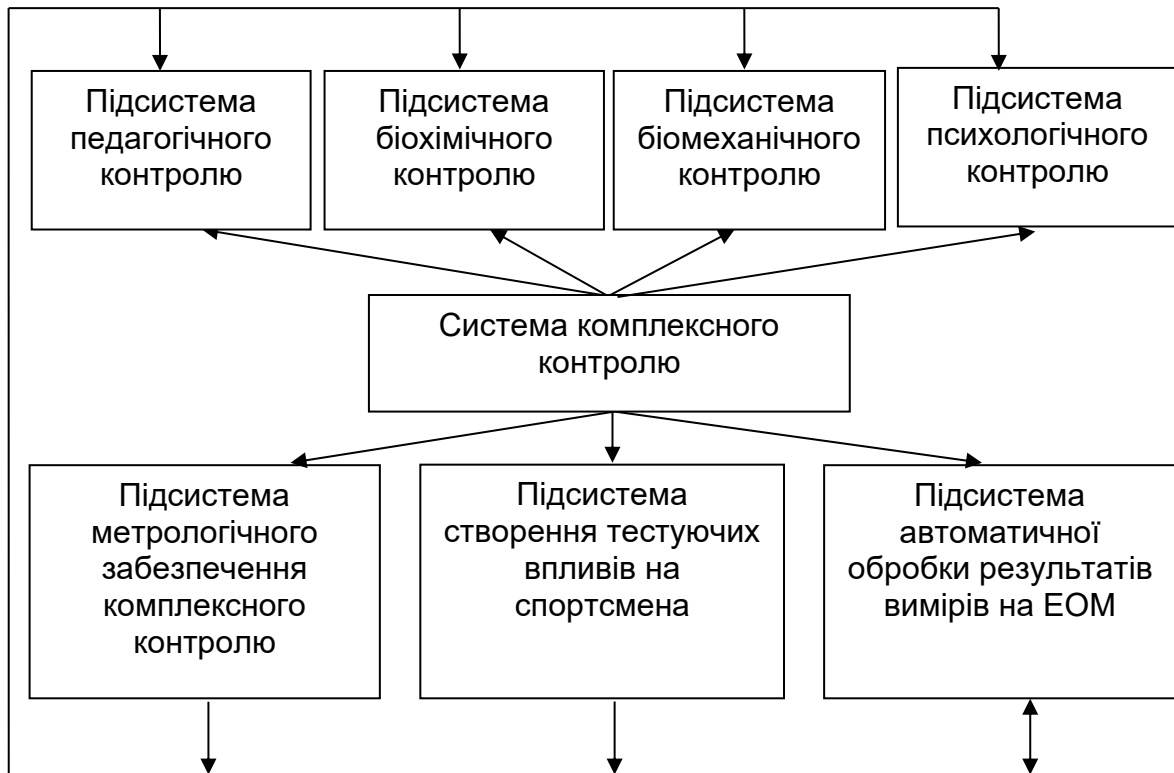 Підсистема
педагогічного
контролю
Підсистема
біохімічного
контролю
Підсистема
біомеханічного
контролю
Підсистема
психологічного
контролю
Система комплексного
контролю
Підсистема
метрологічного
забезпечення
комплексного
контролю
Підсистема
створення тестуючих
впливів на
спортсмена
Підсистема
автоматичної
обробки результатів
вимірів на ЕОМ